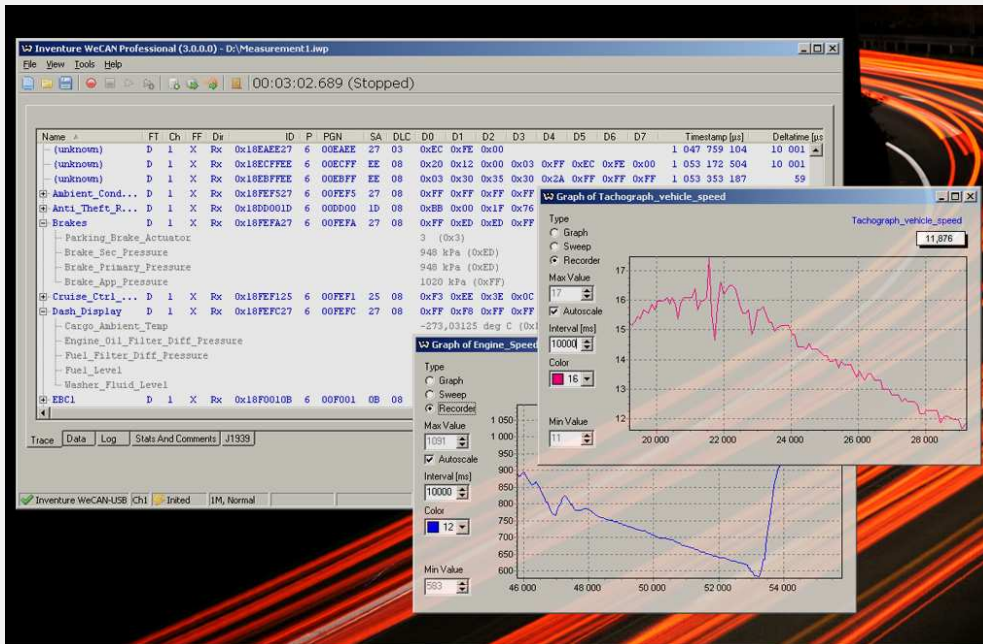 Inventure WeCAN Professional (3.0.0.0) - D:\Measurement1.iwp
File View Tools Help
00:03:02.689 (Stopped)
Name FT Ch FF Dir ID P PGN SA DLC D0 D1 D2 D3 D4 D5 D6 D7 Timestamp [µs] Deltatime [µs
(unknown) D 1 X Rx 0x18EAEE27 6 00EAEE 27 03 0xEC 0xFE 0x00 1 047 759 104 10 001
(unknown) D 1 X Rx 0x18ECFFEE 6 00ECFF EE 08 0x20 0x12 0x00 0x03 0xFF 0xEC 0xFE 0x00 1 053 172 504 10 001
(unknown) D 1 X Rx 0x18EBFFEE 6 00EBFF EE 08 0x03 0x30 0x35 0x30 0x2A 0xFF 0xFF 0xFF 1 053 353 187 59
Ambient_Cond... D 1 X Rx 0x18FEF527 6 00FEF5 27 08 0xFF 0xFF 0xFF 0xFF
Anti_Theft_R... D 1 X Rx 0x18DD001D 6 00DD00 1D 08 0xBB 0x00 0x1F 0x76
Brakes D 1 X Rx 0x18FEFA27 6 00FEFA 27 08 0xFF 0xED 0xED 0xFF
Parking_Brake_Actuator 3 (0x3)
Brake_Sec_Pressure 948 kPa (0xED)
Brake_Primary_Pressure 948 kPa (0xED)
Brake_App_Pressure 1020 kPa (0xFF)
Cruise_Ctrl_... D 1 X Rx 0x18FEF125 6 00FEF1 25 08 0xF3 0xEE 0x3E 0x0C
Dash_Display D 1 X Rx 0x18FEFC27 6 00FEFC 27 08 0xFF 0xF8 0xFF 0xFF
Cargo_Ambient_Temp -273,03125 deg C
Engine_Oil_Filter_Diff_Pressure
Fuel_Filter_Diff_Pressure
Fuel_Level
Washer_Fluid_Level
EBC1 D 1 X Rx 0x18F0010B 6 00F001 0B 08
Trace Data Log Stats And Comments J1939
Inventure WeCAN-USB Ch1 Inited 1M, Normal
Graph of Tachograph_vehicle_speed
Type
Graph
Sweep
Recorder
Max Value
17
Autoscale
Interval [ms]
10000
Color
16
Min Value
11
Tachograph_vehicle_speed
11,876
17
16
15
14
13
12
20 000 22 000 24 000 26 000 28 000
Graph of Engine_Speed
Type
Graph
Sweep
Recorder
Max Value
1091
Autoscale
Interval [ms]
10000
Color
12
Min Value
583
1 050
1 000
950
900
850
800
750
700
650
600
46 000 48 000 50 000 52 000 54 000